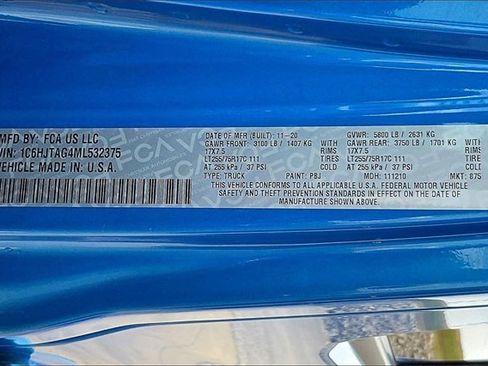 MFD BY: FCA US LLC
VIN: 1C6HJTAG4ML532375
VEHICLE MADE IN: U.S.A.
DATE OF MFR (BUILT): 11-20 GVWR: 5800 LB / 2631 KG
GAWR FRONT: 3100 LB / 1407 KG WITH GAWR REAR: 3750 LB / 1701 KG WITH
17X7.5 RIMS 17X7.5 RIMS
LT255/75R17C 111 TIRES LT255/75R17C 111 TIRES
AT 255 kPa / 37 PSI COLD AT 255 kPa / 37 PSI COLD
TYPE: TRUCK PAINT: PBJ MDH: 111210 MKT: 875
THIS VEHICLE CONFORMS TO ALL APPLICABLE U.S.A. FEDERAL MOTOR VEHICLE
SAFETY AND THEFT PREVENTION STANDARDS IN EFFECT ON THE DATE OF
MANUFACTURE SHOWN ABOVE.